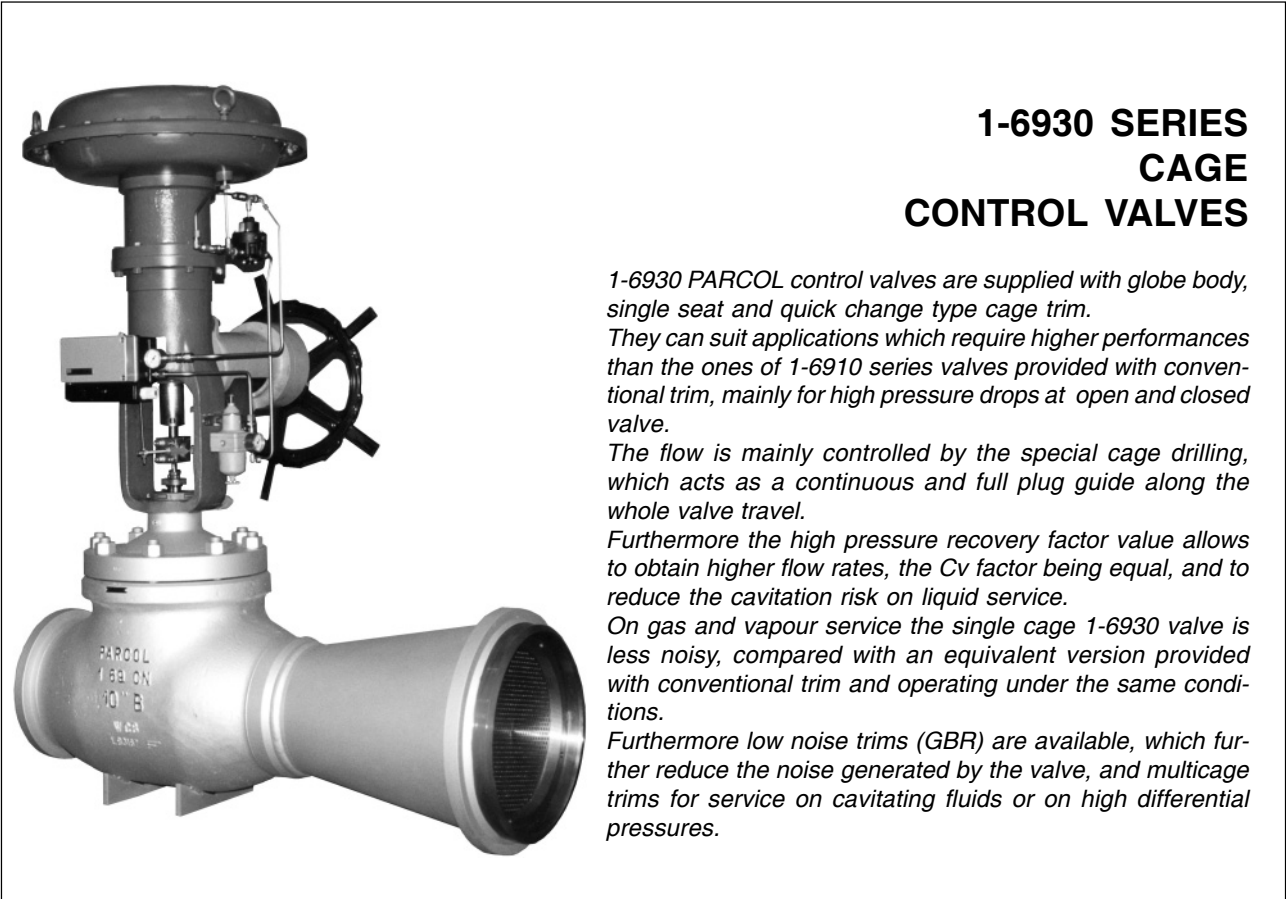 1-6930 SERIES
CAGE
CONTROL VALVES
1-6930 PARCOL control valves are supplied with globe body,
single seat and quick change type cage trim.
They can suit applications which require higher performances
than the ones of 1-6910 series valves provided with conven-
tional trim, mainly for high pressure drops at open and closed
valve.
The flow is mainly controlled by the special cage drilling,
which acts as a continuous and full plug guide along the
whole valve travel.
Furthermore the high pressure recovery factor value allows
to obtain higher flow rates, the Cv factor being equal, and to
reduce the cavitation risk on liquid service.
On gas and vapour service the single cage 1-6930 valve is
less noisy, compared with an equivalent version provided
with conventional trim and operating under the same condi-
tions.
Furthermore low noise trims (GBR) are available, which fur-
ther reduce the noise generated by the valve, and multicage
trims for service on cavitating fluids or on high differential
pressures.
PARCOL
10" B